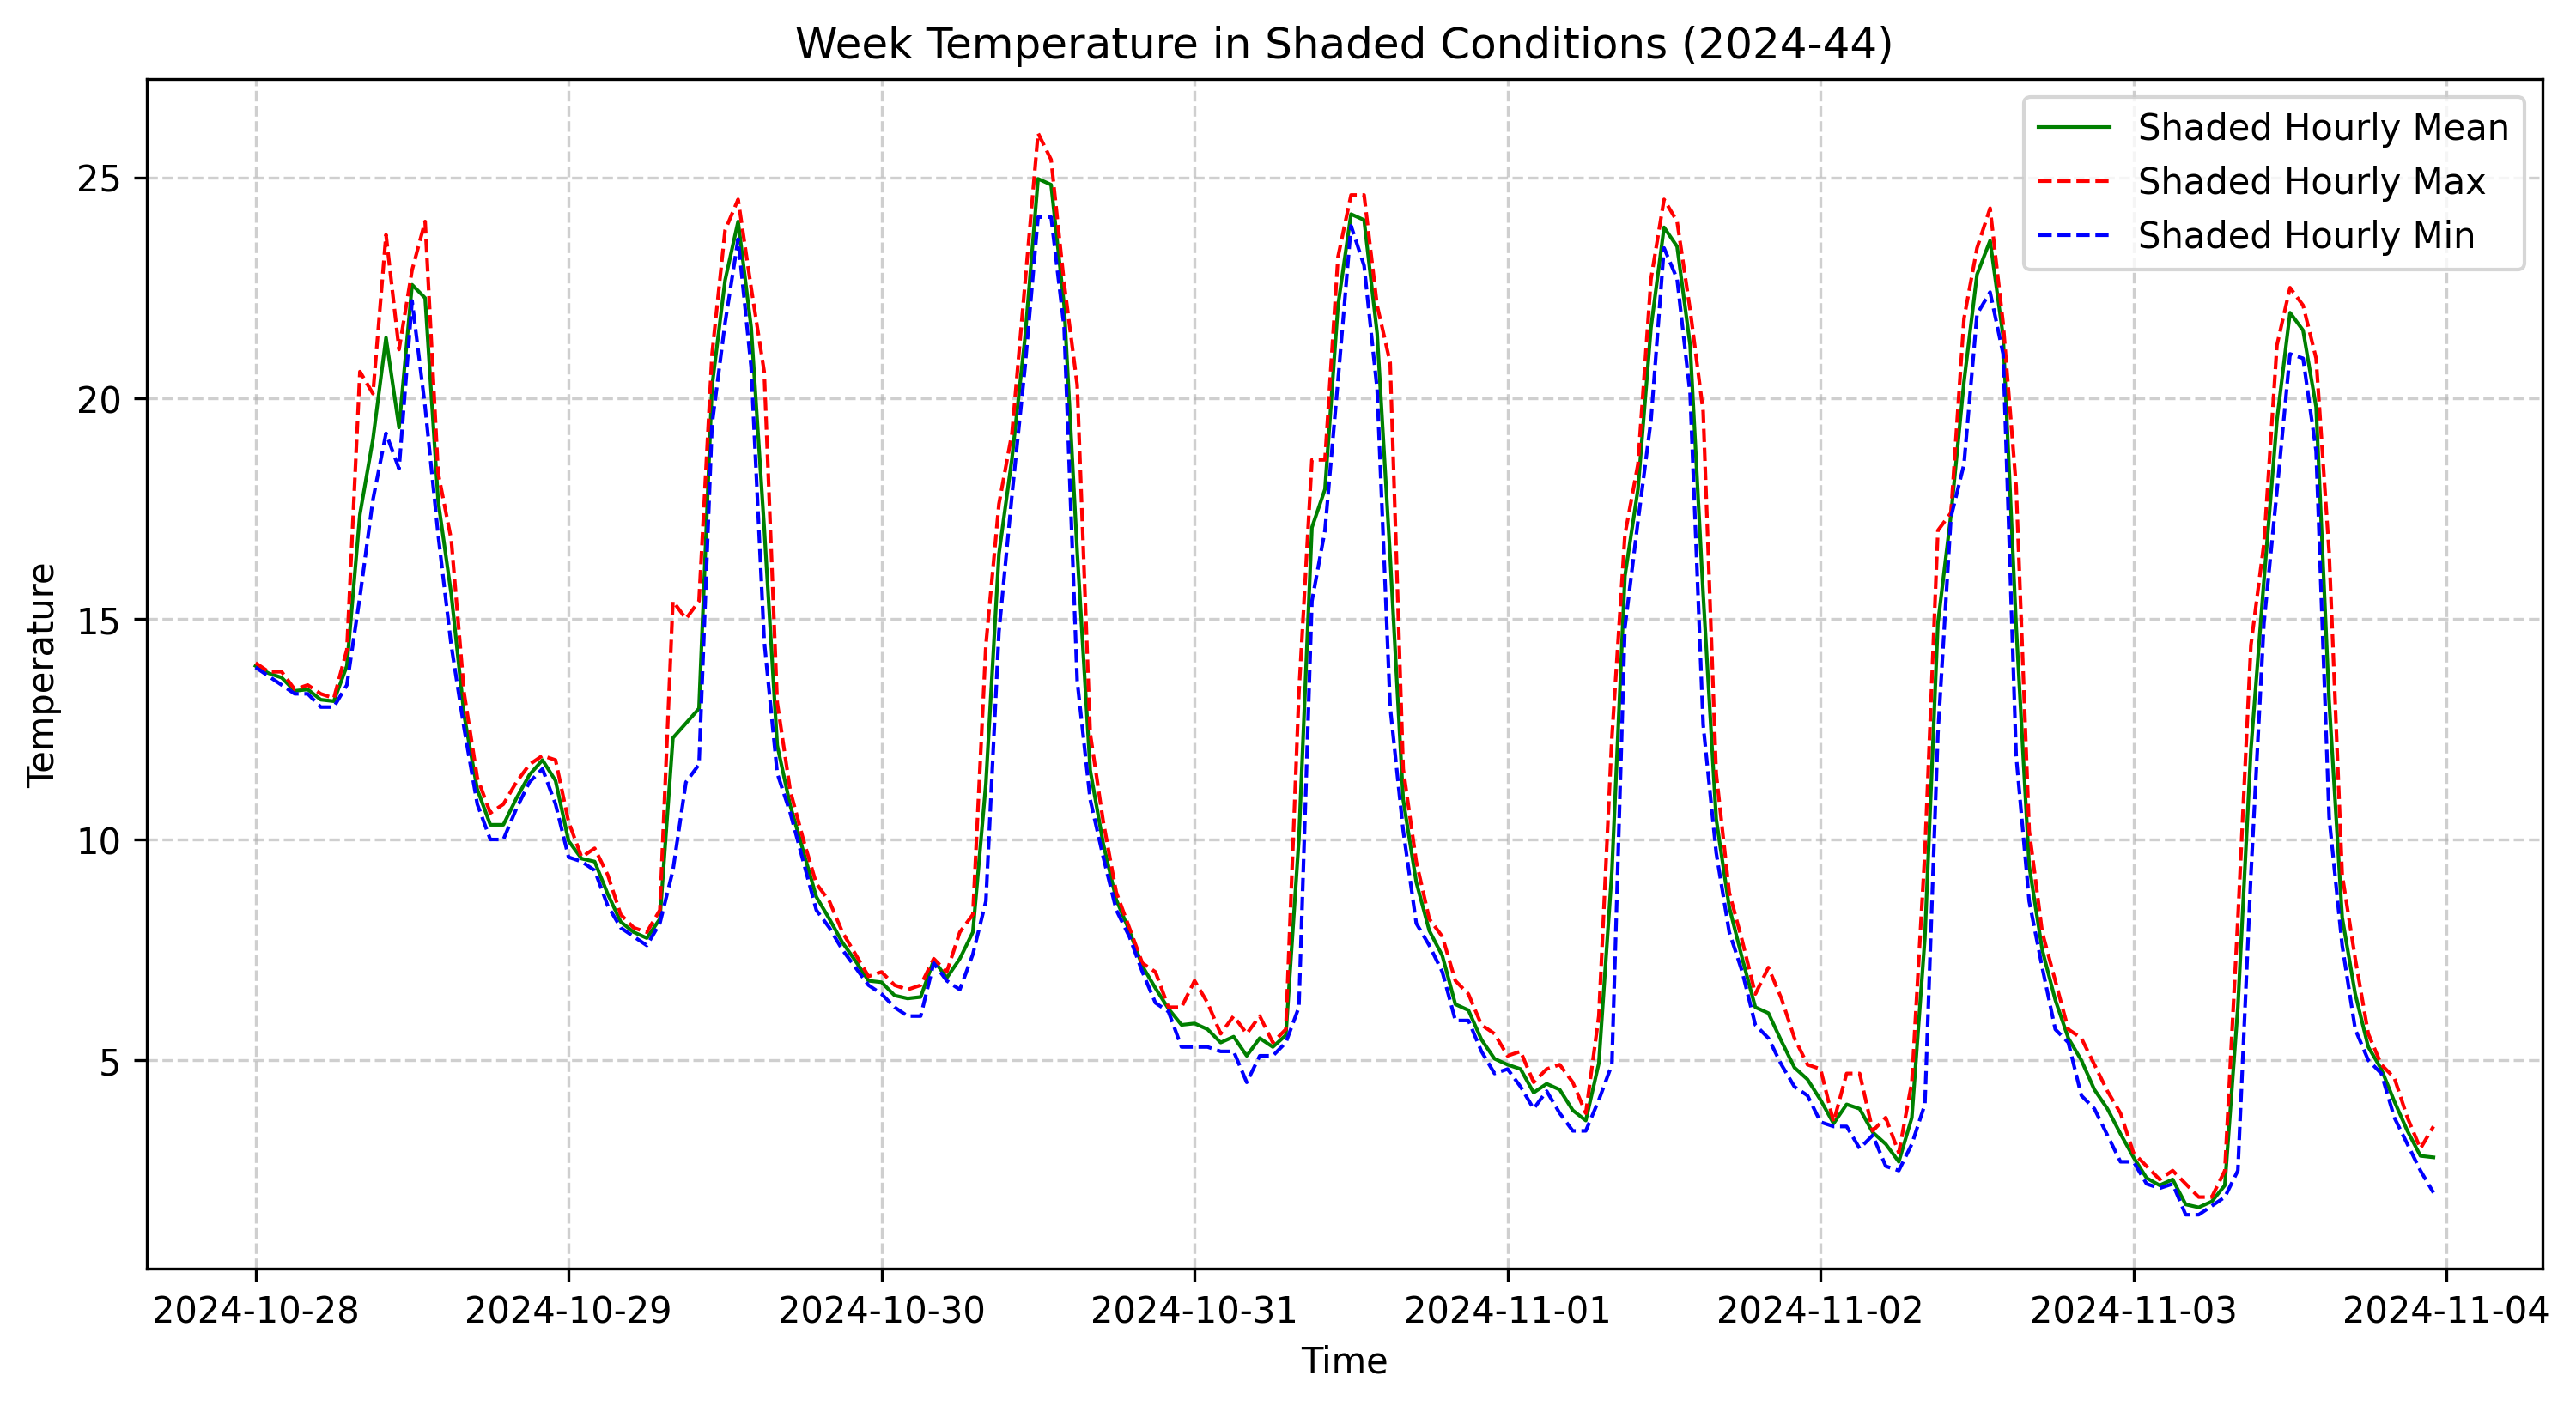 Week Temperature in Shaded Conditions (2024-44)
Shaded Hourly Mean
Shaded Hourly Max
Shaded Hourly Min
Temperature
25
20
15
10
5
2024-10-28
2024-10-29
2024-10-30
2024-10-31
2024-11-01
2024-11-02
2024-11-03
2024-11-04
Time